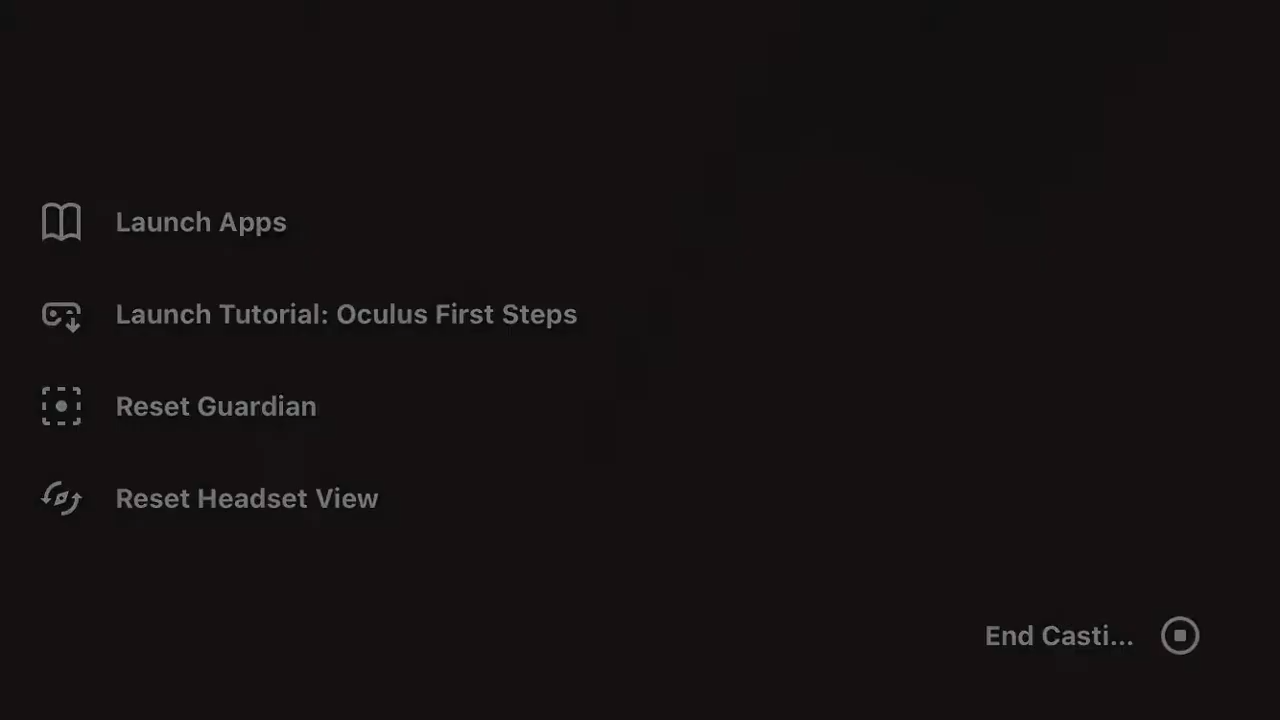 Launch Apps
Launch Tutorial: Oculus First Steps
Reset Guardian
Reset Headset View
End Casti...